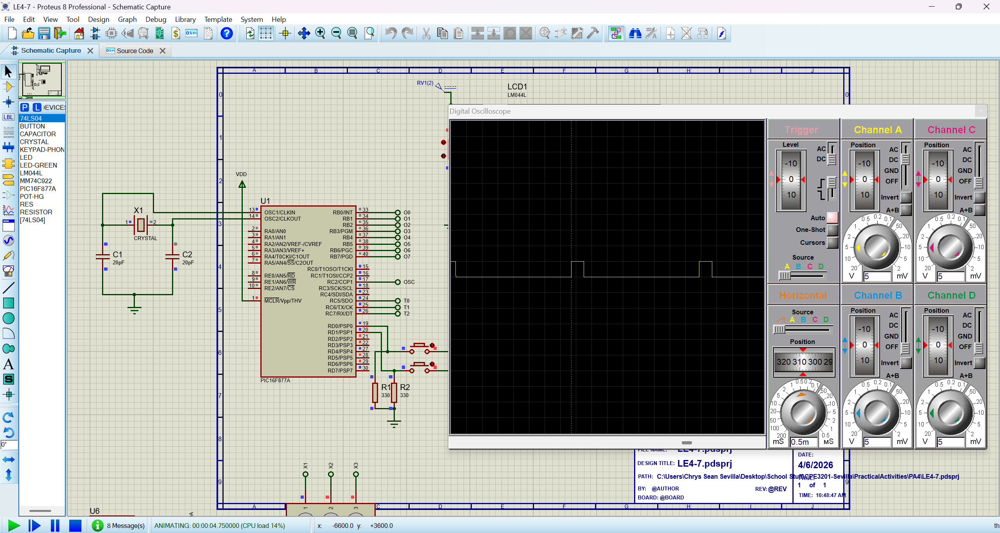 LE4-7 - Proteus 8 Professional - Schematic Capture
File Edit View Tool Design Graph Debug Library Template System Help
Schematic Capture
Source Code
P L DEVICES
74LS04
BUTTON
CAPACITOR
CRYSTAL
KEYPAD-PHON
LED
LED-GREEN
LM044L
MM74C922
PIC16F877A
POT-HG
RES
RESISTOR
[74LS04]
LBL
0°
A B C D E F G H I J
0 1 2 3 4 5 6 7 8 9
0
9
A B C D E F G H I J
RV1(2)
LCD1
LM044L
VDD
X1
1 2
CRYSTAL
C1
20pF
C2
20pF
U1
13 OSC1/CLKIN RB0/INT 33 O0
14 OSC2/CLKOUT RB1 34 O1
RB2 35 O2
2 RA0/AN0 RB3/PGM 36 O3
3 RA1/AN1 RB4 37 O4
4 RA2/AN2/VREF-/CVREF RB5 38 O5
5 RA3/AN3/VREF+ RB6/PGC 39 O6
6 RA4/T0CKI/C1OUT RB7/PGD 40 O7
7 RA5/AN4/SS/C2OUT
RC0/T1OSO/T1CKI 15
8 RE0/AN5/RD RC1/T1OSI/CCP2 16
9 RE1/AN6/WR RC2/CCP1 17 OSC
10 RE2/AN7/CS RC3/SCK/SCL 18
RC4/SDI/SDA 23
1 MCLR/Vpp/THV RC5/SDO 24 T0
RC6/TX/CK 25 T1
RC7/RX/DT 26 T2
RD0/PSP0 19
RD1/PSP1 20
RD2/PSP2 21
RD3/PSP3 22
RD4/PSP4 27
RD5/PSP5 28
RD6/PSP6 29
RD7/PSP7 30
PIC16F877A
R1
330
R2
330
X1 X2 X3
1 2 3
U6
A
Digital Oscilloscope
Trigger
Level
-10 0 10
AC
DC
Auto
One-Shot
Cursors
Source
A B C D
Channel A
Position
-10 0 10
AC
DC
GND
OFF
Invert
A+B
20 10 5 2 1 0.5 0.2 0.1 50 20 10 5 2
V 5 mV
Channel C
Position
-10 0 10
AC
DC
GND
OFF
Invert
A+B
20 10 5 2 1 0.5 0.2 0.1 50 20 10 5 2
V 5 mV
Horizontal
Source
A B C D
Position
320 310 300 29
200 100 50 20 10 5 2 1 0.5 0.2 0.1 50 20 10 5 2 1 0.5
mS 0.5m µS
Channel B
Position
-10 0 10
AC
DC
GND
OFF
Invert
A+B
20 10 5 2 1 0.5 0.2 0.1 50 20 10 5 2
V 5 mV
Channel D
Position
-10 0 10
AC
DC
GND
OFF
Invert
A+B
20 10 5 2 1 0.5 0.2 0.1 50 20 10 5 2
V 5 mV
FILE NAME: LE4-7.pdsprj
DESIGN TITLE: LE4-7.pdsprj
PATH: C:\Users\Chrys Sean Sevilla\Desktop\School Stuff\CPE3201-Sevilla\PracticalActivities\PA4\LE4-7.pdsprj
BY: @AUTHOR REV: @REV
BOARD: @BOARD
DATE:
4/6/2026
PAGE:
1 of 1
TIME: 10:48:47 AM
8 Message(s) ANIMATING: 00:00:04.750000 (CPU load 14%) x: -6600.0 y: +3600.0 th